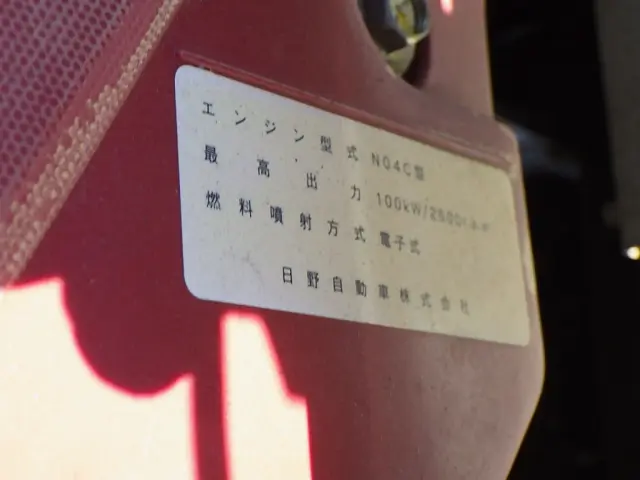 エンジン型式 N04C型
最高出力 100kW/2500r.p.m
燃料噴射方式 電子式
日野自動車株式会社